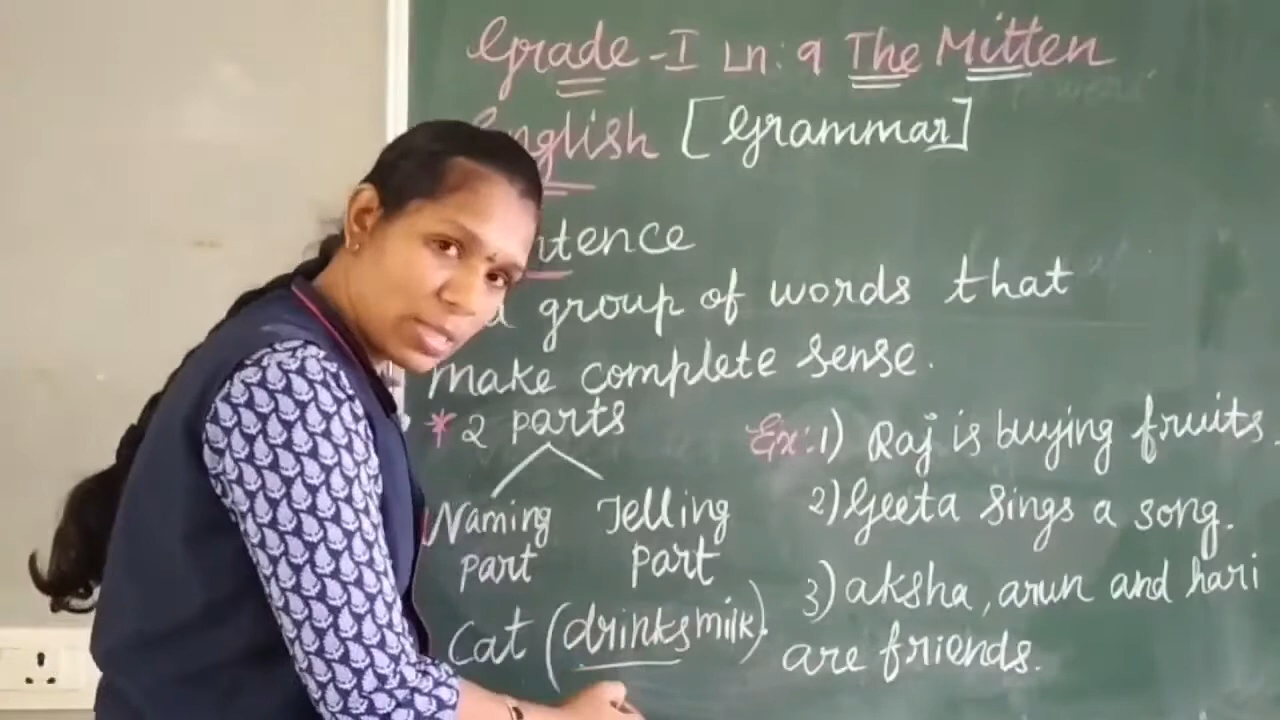 Grade-I Ln: 9 The Mitten
English [Grammar]
ntence
a group of words that
make complete sense.
* 2 parts
Naming part
Telling part
Cat (drinks milk).
Ex: 1) Raj is buying fruits.
2) Geeta Sings a song.
3) aksha, arun and hari
are friends.